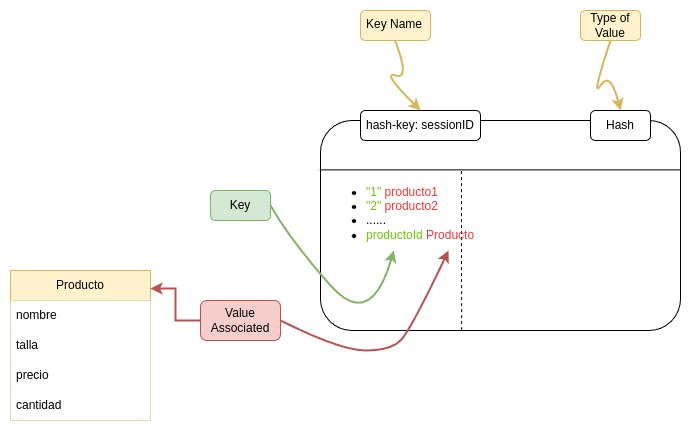 Key Name
Type of
Value
hash-key: sessionID
Hash
"1" producto1
"2" producto2
......
productoId Producto
Key
Value
Associated
Producto
nombre
talla
precio
cantidad